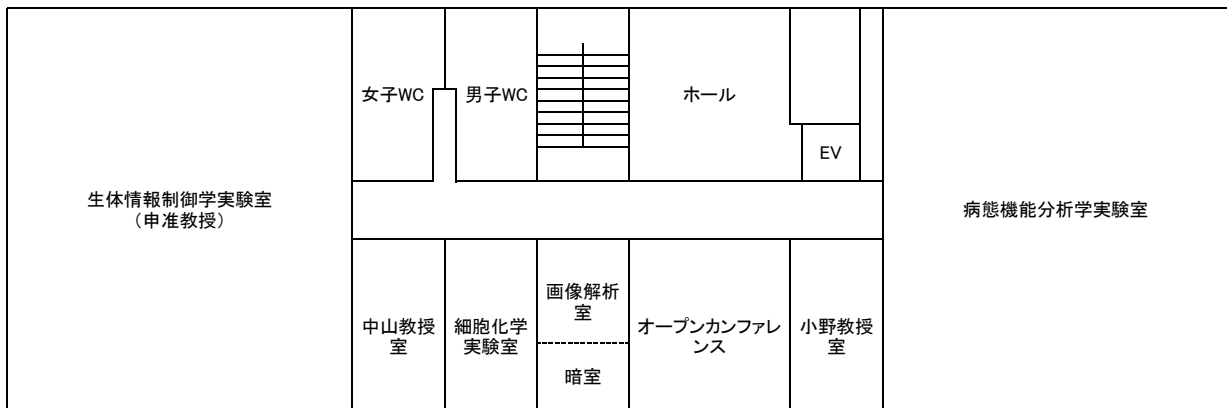 女子WC
男子WC
ホール
EV
生体情報制御学実験室
（申准教授）
病態機能分析学実験室
中山教授
室
細胞化学
実験室
画像解析
室
暗室
オープンカンファレ
ンス
小野教授
室